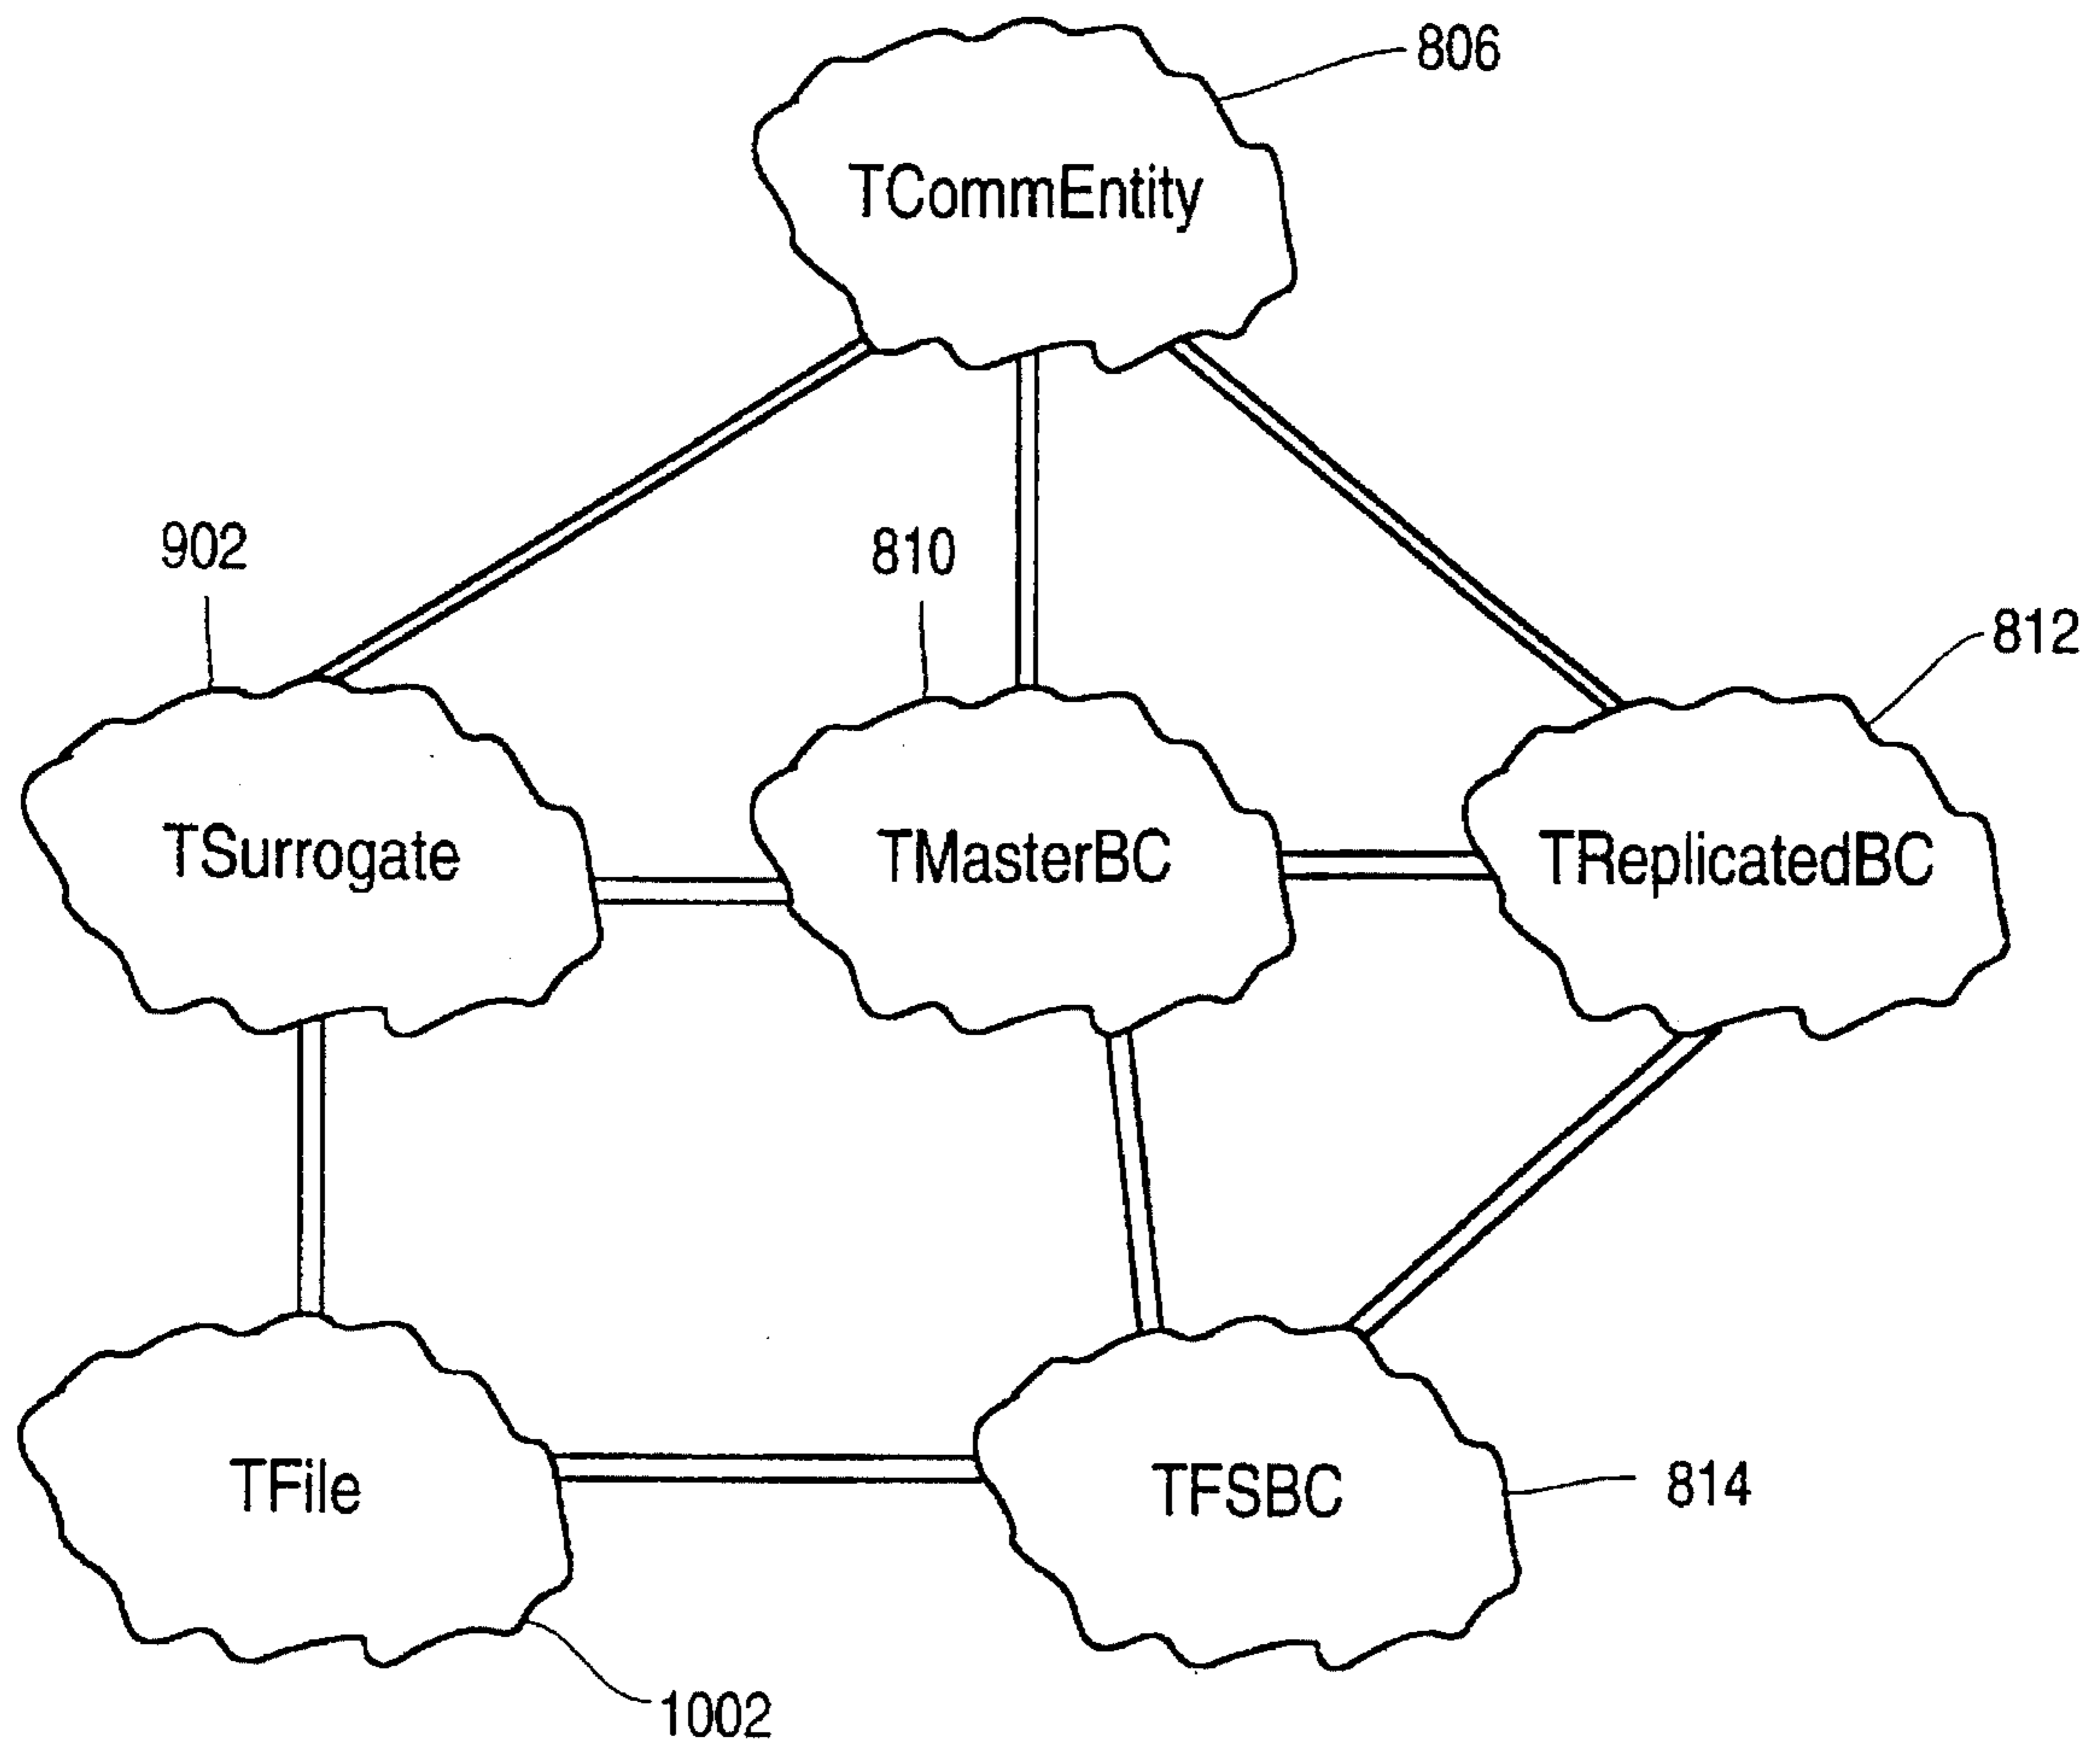 806
TCommEntity
902
810
812
TSurrogate
TMasterBC
TReplicatedBC
TFile
TFSBC
814
1002